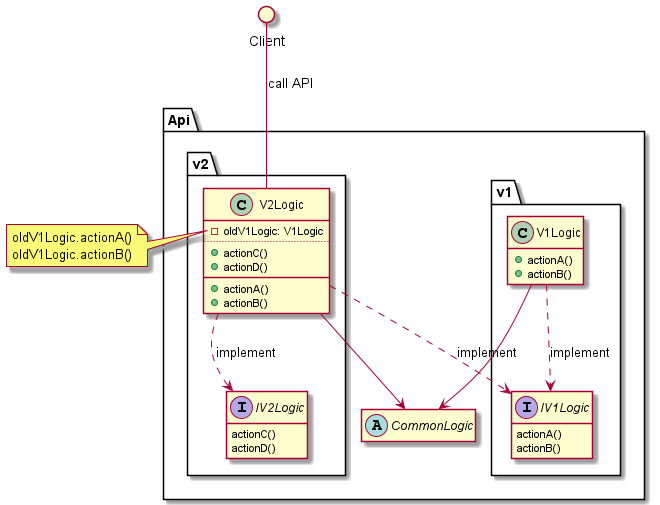 Client
call API
Api
v2
v1
C V2Logic
oldV1Logic: V1Logic
actionC()
actionD()
actionA()
actionB()
oldV1Logic.actionA()
oldV1Logic.actionB()
C V1Logic
actionA()
actionB()
implement
implement
implement
I IV2Logic
actionC()
actionD()
A CommonLogic
I IV1Logic
actionA()
actionB()